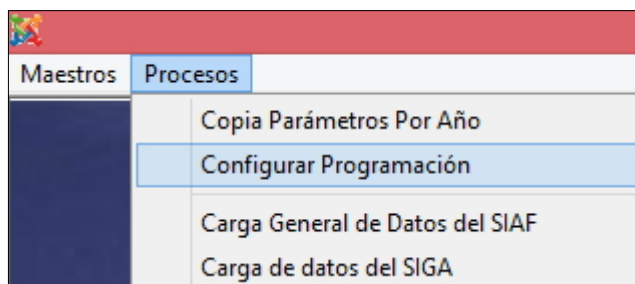 Maestros Procesos
Copia Parámetros Por Año
Configurar Programación
Carga General de Datos del SIAF
Carga de datos del SIGA